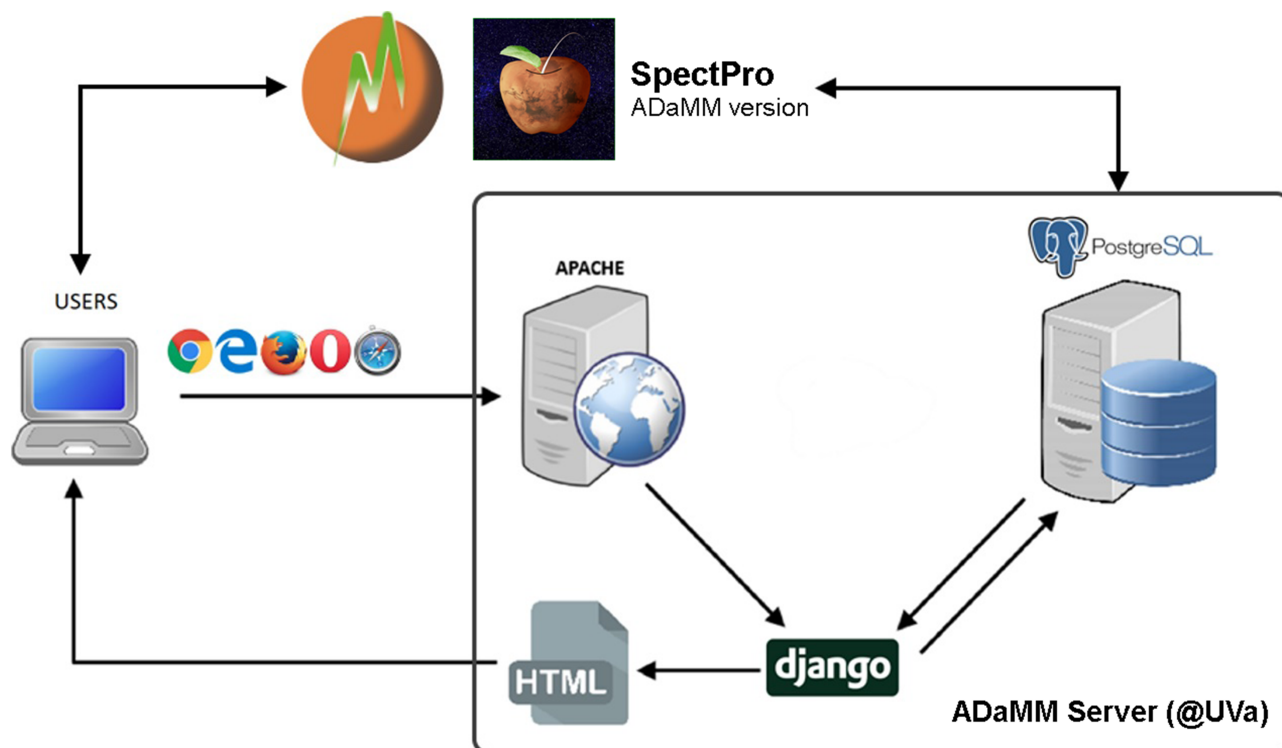 SpectPro
ADaMM version
PostgreSQL
APACHE
USERS
HTML
django
ADaMM Server (@UVa)